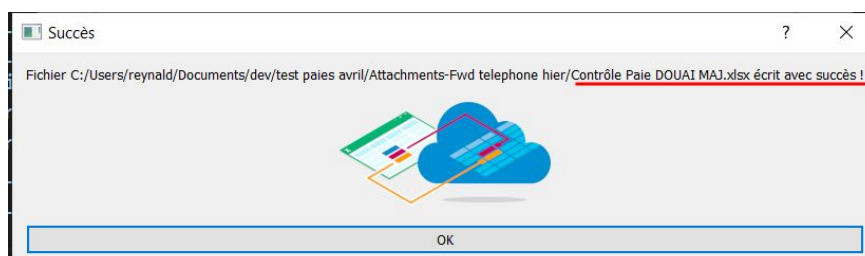 Succès
Fichier C:/Users/reynald/Documents/dev/test paies avril/Attachments-Fwd telephone hier/Contrôle Paie DOUAI MAJ.xlsx écrit avec succès !
OK